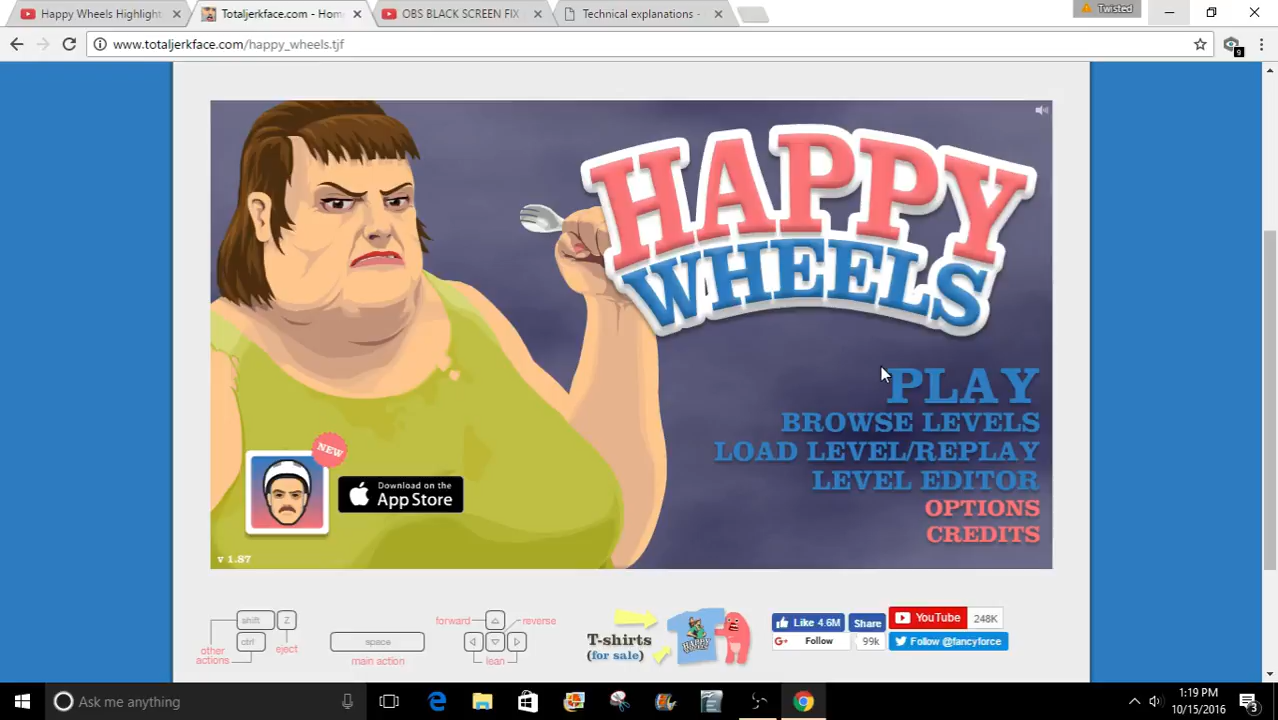 Happy Wheels Highlight
Totaljerkface.com - Hom
OBS BLACK SCREEN FIX
Technical explanations -
Twisted
www.totaljerkface.com/happy_wheels.tjf
9
HAPPY
WHEELS
PLAY
BROWSE LEVELS
LOAD LEVEL/REPLAY
LEVEL EDITOR
OPTIONS
CREDITS
NEW
Download on the
App Store
v 1.87
shift
Z
ctrl
other
actions
eject
space
main action
forward
reverse
lean
T-shirts
(for sale)
HAPPY
Like 4.6M
Share
YouTube
248K
G+
Follow
99k
Follow @fancyforce
Ask me anything
1:19 PM
10/15/2016
3